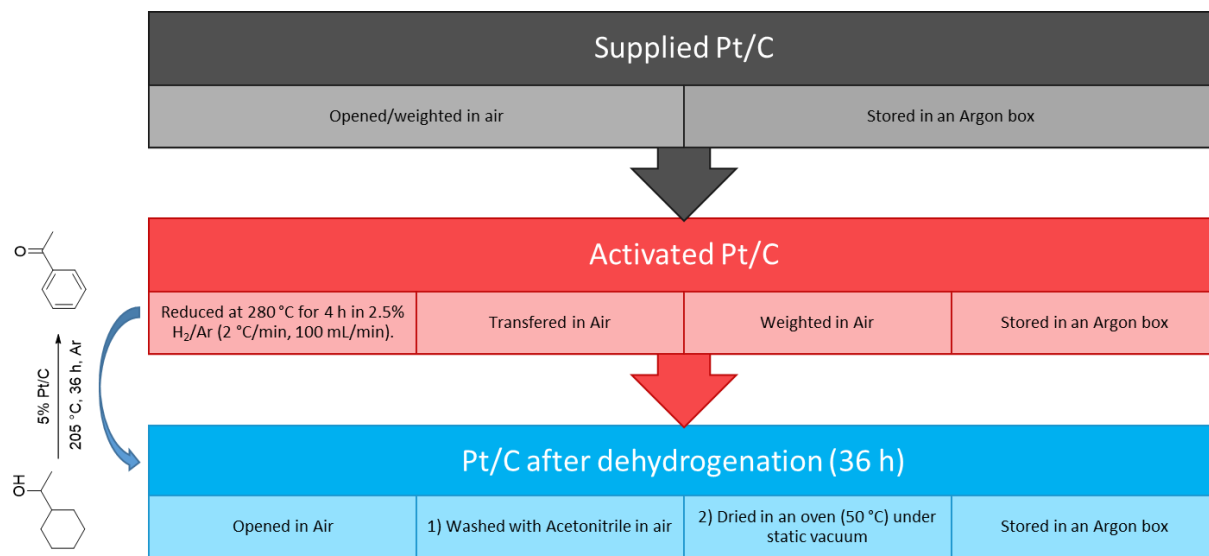 Supplied Pt/C
Opened/weighted in air
Stored in an Argon box
Activated Pt/C
Reduced at 280 °C for 4 h in 2.5%
H₂/Ar (2 °C/min, 100 mL/min).
Transfered in Air
Weighted in Air
Stored in an Argon box
O
5% Pt/C
205 °C, 36 h, Ar
OH
Pt/C after dehydrogenation (36 h)
Opened in Air
1) Washed with Acetonitrile in air
2) Dried in an oven (50 °C) under
static vacuum
Stored in an Argon box